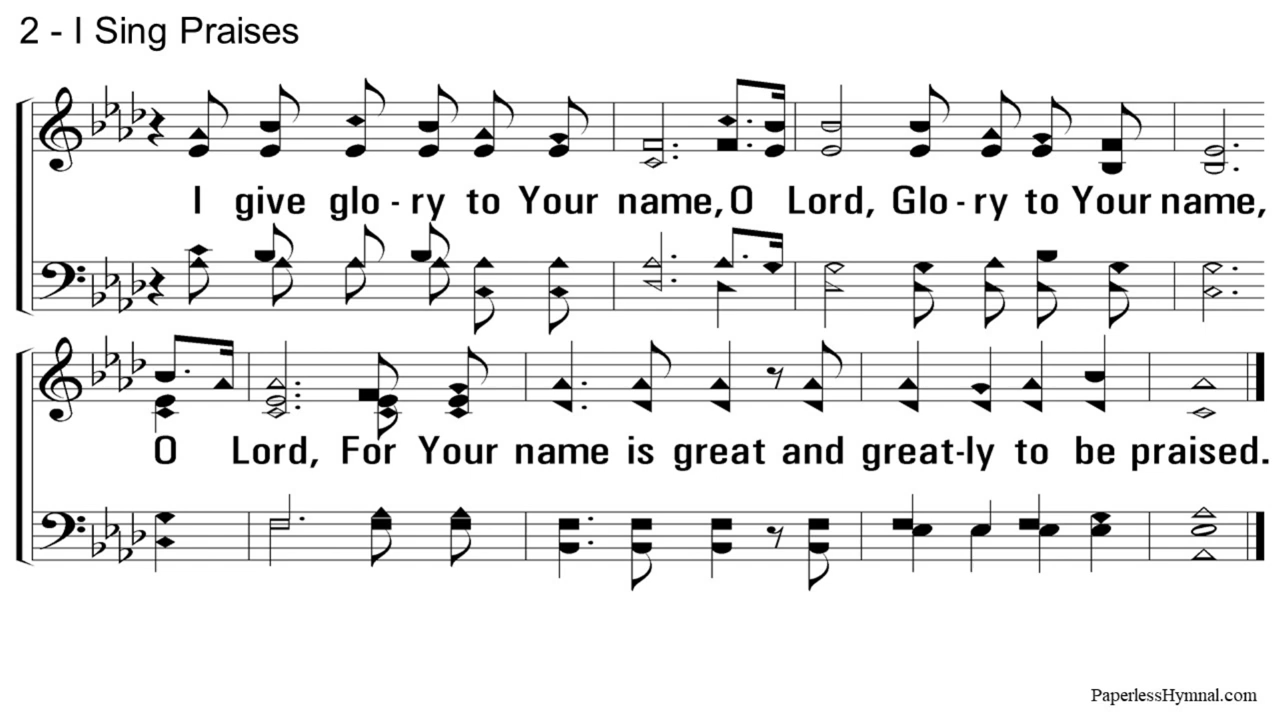 2 - I Sing Praises
I give glo - ry to Your name, O Lord, Glo - ry to Your name,
O Lord, For Your name is great and great-ly to be praised.
PaperlessHymnal.com